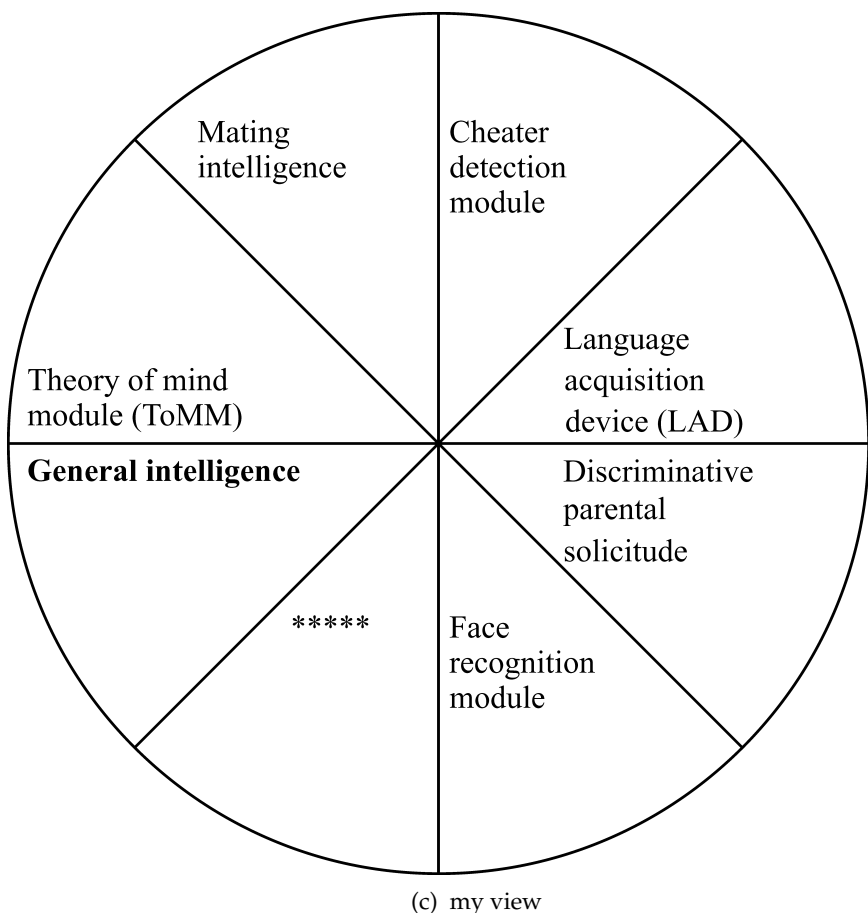 Mating
intelligence
Cheater
detection
module
Theory of mind
module (ToMM)
Language
acquisition
device (LAD)
General intelligence
Discriminative
parental
solicitude
*****
Face
recognition
module
(c) my view